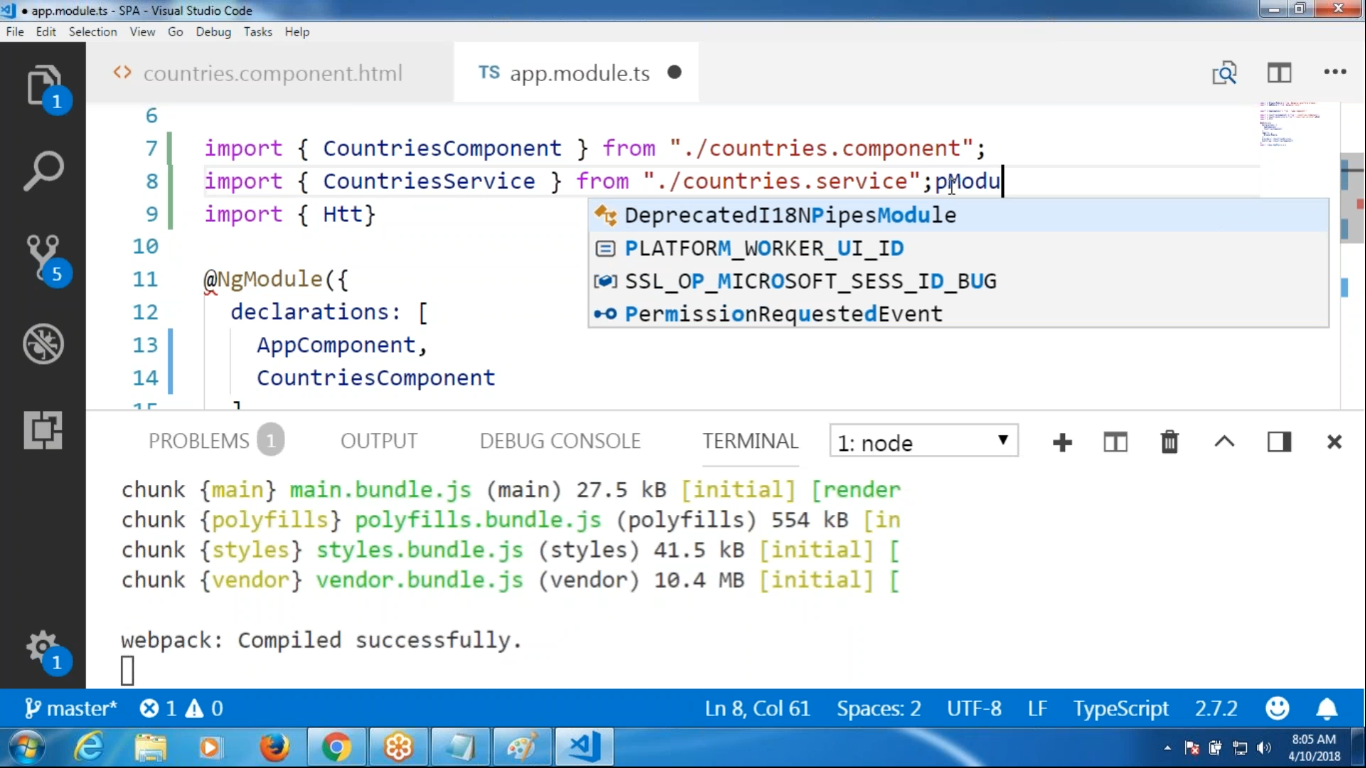 app.module.ts - SPA - Visual Studio Code
File Edit Selection View Go Debug Tasks Help
<> countries.component.html TS app.module.ts
1
6
7 import { CountriesComponent } from "./countries.component";
8 import { CountriesService } from "./countries.service";pModu
9 import { Htt}
10
11 @NgModule({
12 declarations: [
13 AppComponent,
14 CountriesComponent
15 ]
DeprecatedI18NPipesModule
PLATFORM_WORKER_UI_ID
SSL_OP_MICROSOFT_SESS_ID_BUG
PermissionRequestedEvent
5
PROBLEMS 1 OUTPUT DEBUG CONSOLE TERMINAL 1: node
chunk {main} main.bundle.js (main) 27.5 kB [initial] [render
chunk {polyfills} polyfills.bundle.js (polyfills) 554 kB [in
chunk {styles} styles.bundle.js (styles) 41.5 kB [initial] [
chunk {vendor} vendor.bundle.js (vendor) 10.4 MB [initial] [
webpack: Compiled successfully.
1
master* 1 0 Ln 8, Col 61 Spaces: 2 UTF-8 LF TypeScript 2.7.2
8:05 AM
4/10/2018